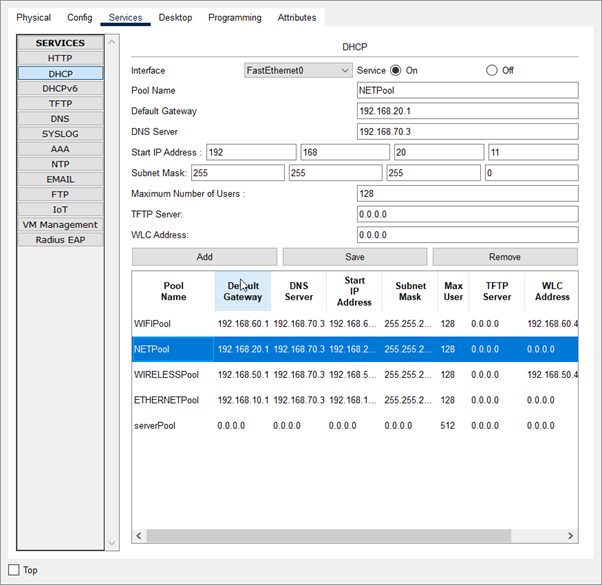 Physical Config Services Desktop Programming Attributes
SERVICES
HTTP
DHCP
DHCPv6
TFTP
DNS
SYSLOG
AAA
NTP
EMAIL
FTP
IoT
VM Management
Radius EAP
DHCP
Interface FastEthernet0 Service On Off
Pool Name NETPool
Default Gateway 192.168.20.1
DNS Server 192.168.70.3
Start IP Address : 192 168 20 11
Subnet Mask: 255 255 255 0
Maximum Number of Users : 128
TFTP Server: 0.0.0.0
WLC Address: 0.0.0.0
Add Save Remove
Pool Name Default Gateway DNS Server Start IP Address Subnet Mask Max User TFTP Server WLC Address
WIFIPool 192.168.60.1 192.168.70.3 192.168.6... 255.255.2... 128 0.0.0.0 192.168.60.4
NETPool 192.168.20.1 192.168.70.3 192.168.2... 255.255.2... 128 0.0.0.0 0.0.0.0
WIRELESSPool 192.168.50.1 192.168.70.3 192.168.5... 255.255.2... 128 0.0.0.0 192.168.50.4
ETHERNETPool 192.168.10.1 192.168.70.3 192.168.1... 255.255.2... 128 0.0.0.0 0.0.0.0
serverPool 0.0.0.0 0.0.0.0 0.0.0.0 0.0.0.0 512 0.0.0.0 0.0.0.0
Top